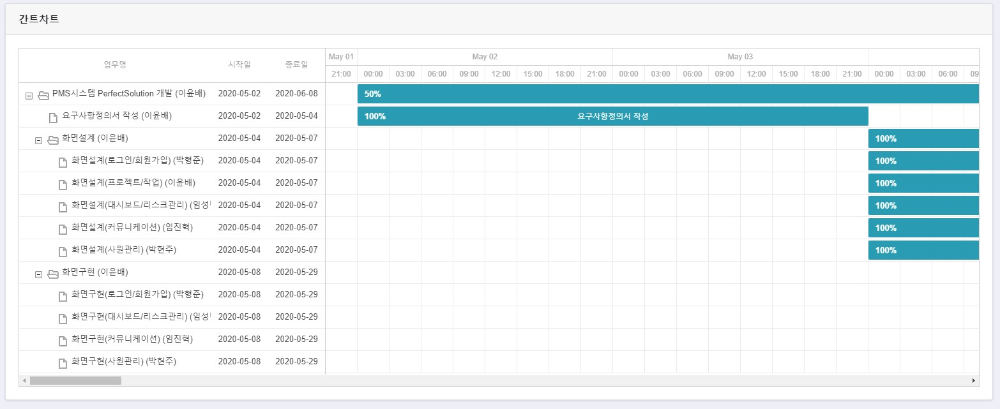 간트차트
업무명 시작일 종료일
May 01 May 02 May 03
21:00 00:00 03:00 06:00 09:00 12:00 15:00 18:00 21:00 00:00 03:00 06:00 09:00 12:00 15:00 18:00 21:00 00:00 03:00 06:00 09
PMS시스템 PerfectSolution 개발 (이윤배) 2020-05-02 2020-06-08 50%
요구사항정의서 작성 (이윤배) 2020-05-02 2020-05-04 100% 요구사항정의서 작성
화면설계 (이윤배) 2020-05-04 2020-05-07 100%
화면설계(로그인/회원가입) (박형준) 2020-05-04 2020-05-07 100%
화면설계(프로젝트/작업) (이윤배) 2020-05-04 2020-05-07 100%
화면설계(대시보드/리스크관리) (임성 2020-05-04 2020-05-07 100%
화면설계(커뮤니케이션) (임진혁) 2020-05-04 2020-05-07 100%
화면설계(사원관리) (박현주) 2020-05-04 2020-05-07 100%
화면구현 (이윤배) 2020-05-08 2020-05-29
화면구현(로그인/회원가입) (박형준) 2020-05-08 2020-05-29
화면구현(대시보드/리스크관리) (임성 2020-05-08 2020-05-29
화면구현(커뮤니케이션) (임진혁) 2020-05-08 2020-05-29
화면구현(사원관리) (박현주) 2020-05-08 2020-05-29